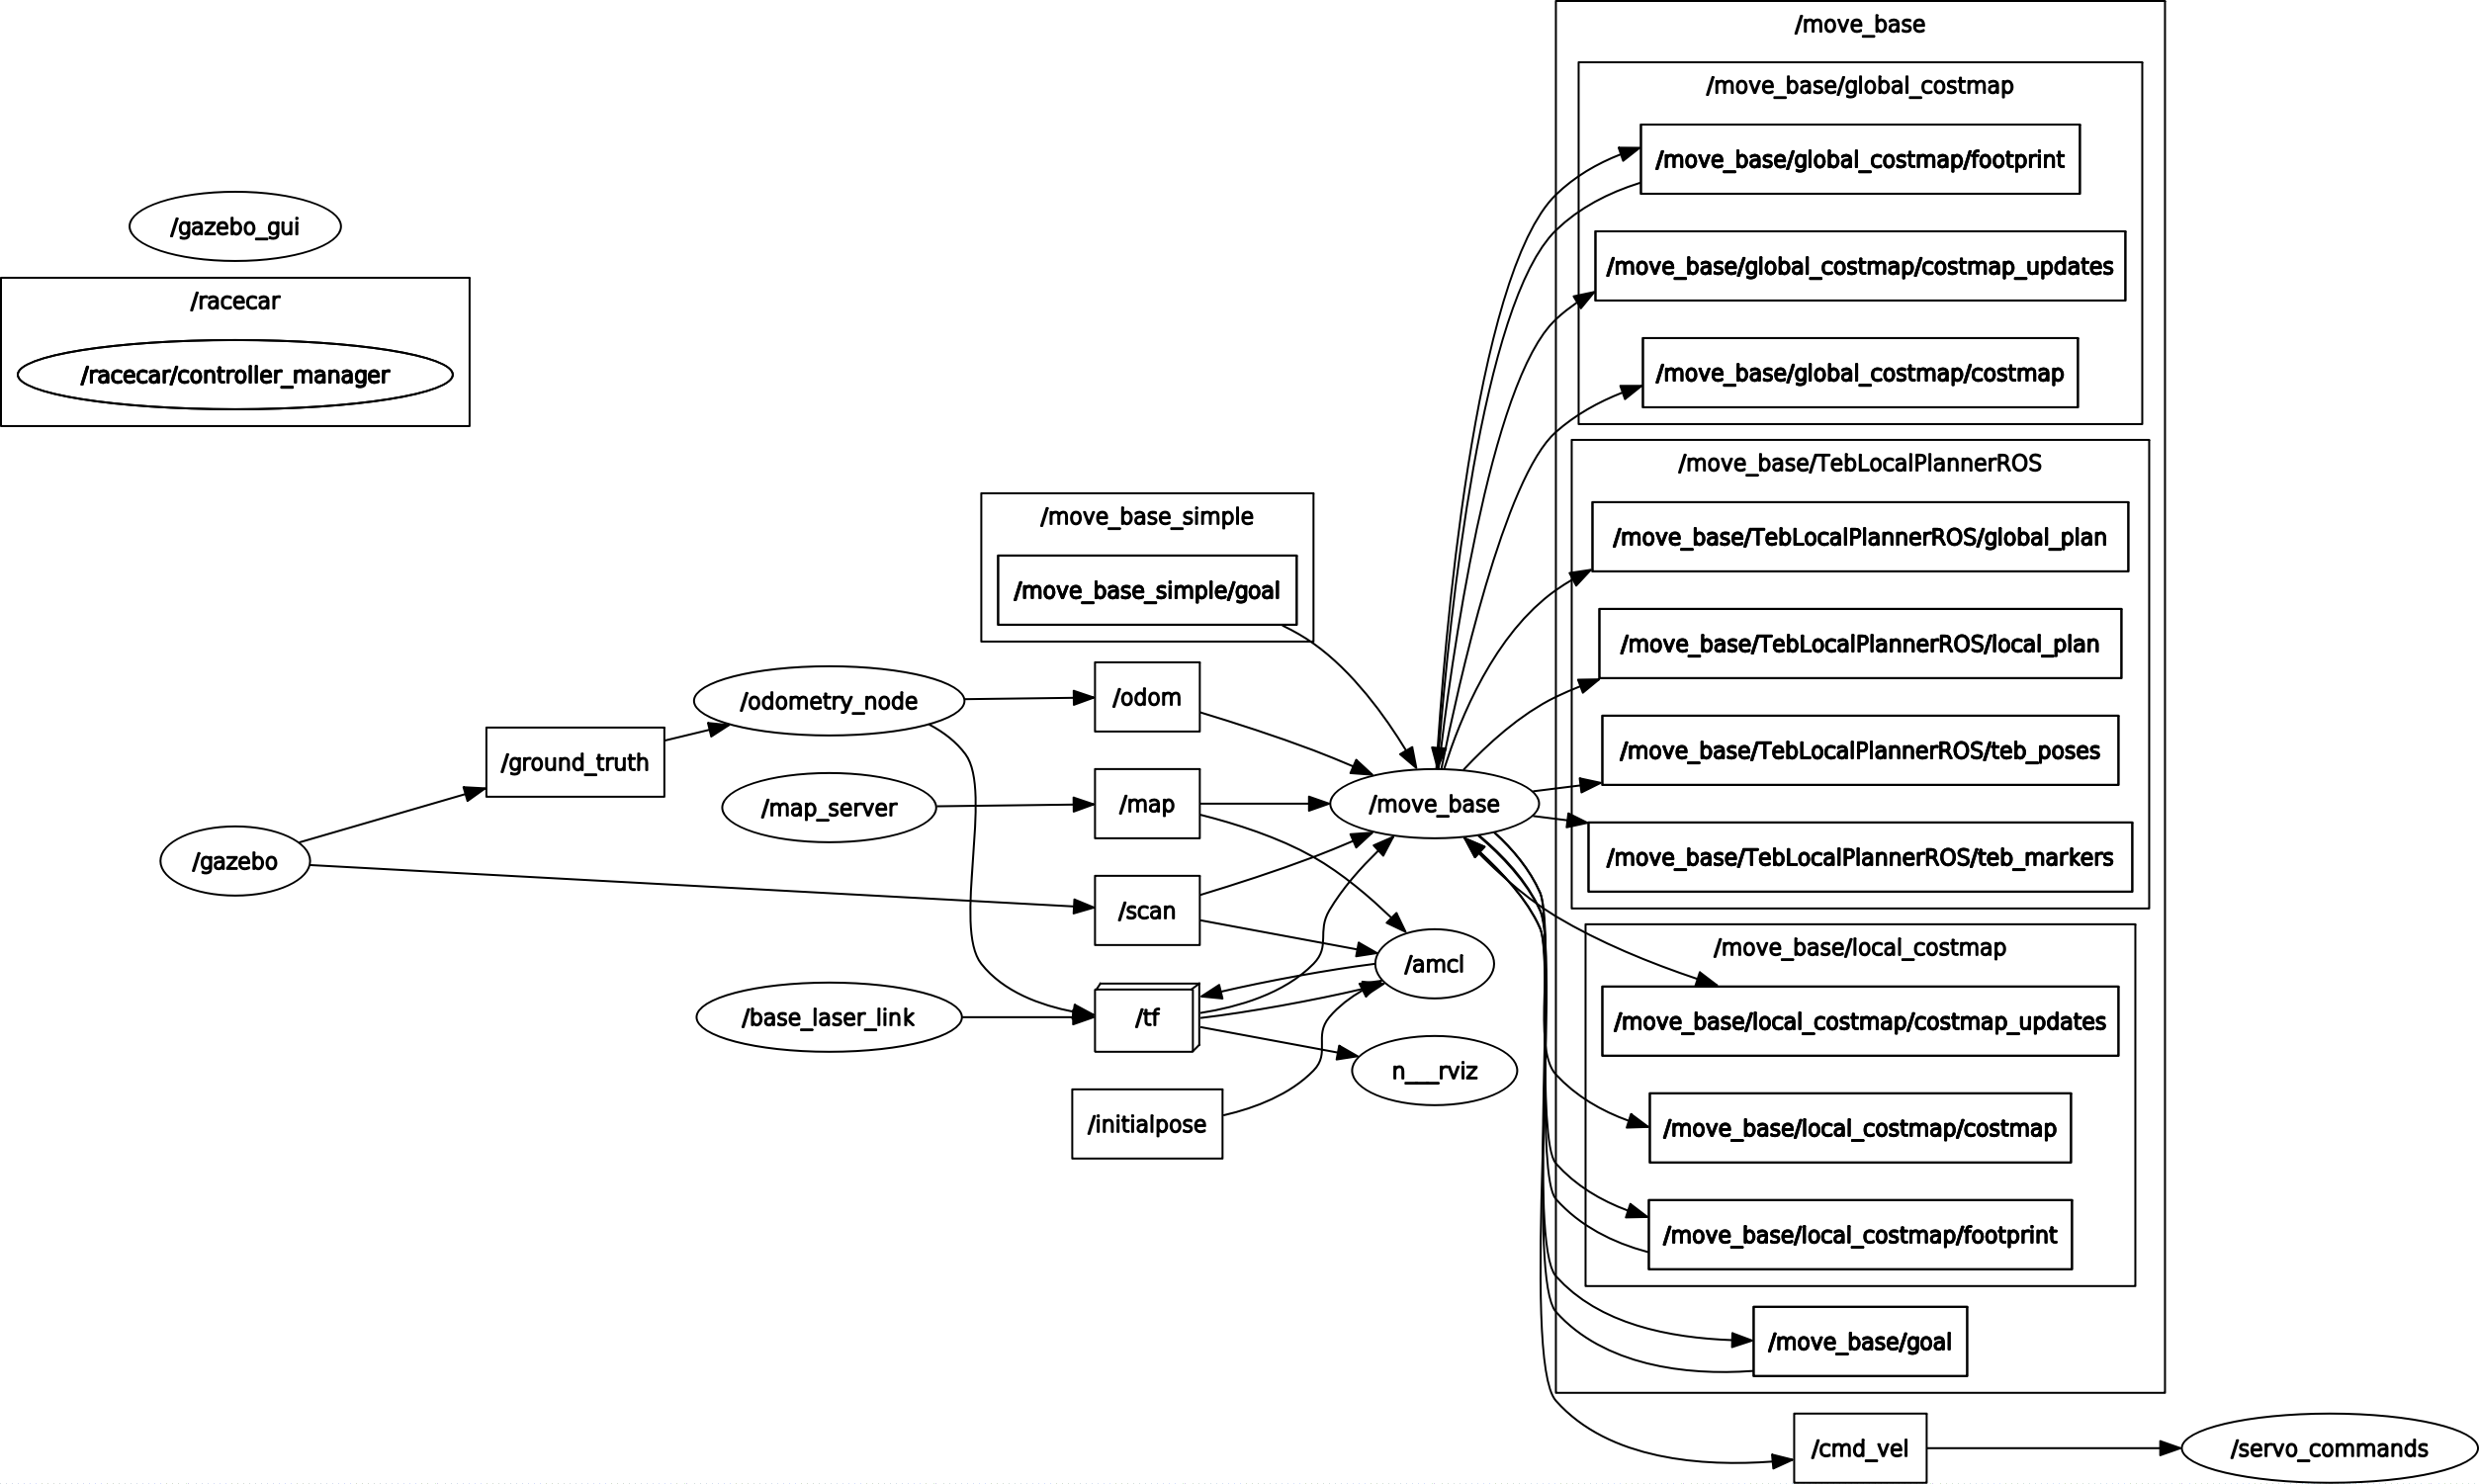 /move_base
/move_base/global_costmap
/move_base/global_costmap/footprint
/gazebo_gui
/move_base/global_costmap/costmap_updates
/racecar
/racecar/controller_manager
/move_base/global_costmap/costmap
/move_base/TebLocalPlannerROS
/move_base_simple
/move_base/TebLocalPlannerROS/global_plan
/move_base_simple/goal
/move_base/TebLocalPlannerROS/local_plan
/odometry_node
/odom
/ground_truth
/move_base/TebLocalPlannerROS/teb_poses
/map_server
/map
/move_base
/gazebo
/move_base/TebLocalPlannerROS/teb_markers
/scan
/move_base/local_costmap
/amcl
/base_laser_link
/tf
/move_base/local_costmap/costmap_updates
n___rviz
/initialpose
/move_base/local_costmap/costmap
/move_base/local_costmap/footprint
/move_base/goal
/cmd_vel
/servo_commands